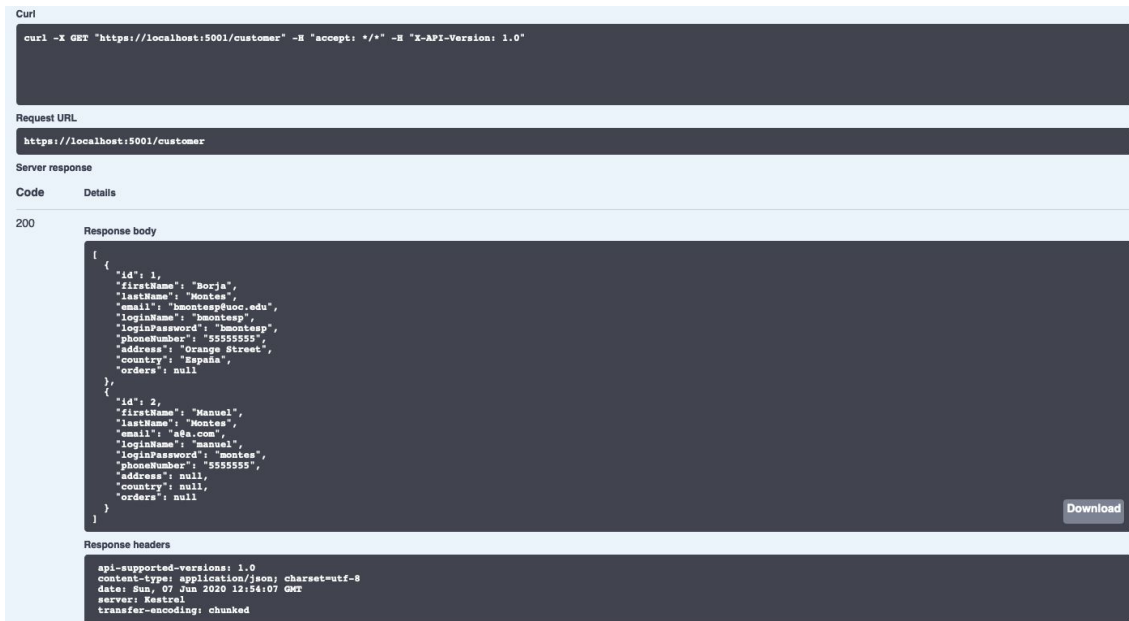 Curl
curl -X GET "https://localhost:5001/customer" -H "accept: */*" -H "X-API-Version: 1.0"
Request URL
https://localhost:5001/customer
Server response
Code Details
200
Response body
[
{
"id": 1,
"firstName": "Borja",
"lastName": "Montes",
"email": "bmontesp@uoc.edu",
"loginName": "bmontesp",
"loginPassword": "bmontesp",
"phoneNumber": "55555555",
"address": "Orange Street",
"country": "España",
"orders": null
},
{
"id": 2,
"firstName": "Manuel",
"lastName": "Montes",
"email": "a@a.com",
"loginName": "manuel",
"loginPassword": "montes",
"phoneNumber": "5555555",
"address": null,
"country": null,
"orders": null
}
]
Download
Response headers
api-supported-versions: 1.0
content-type: application/json; charset=utf-8
date: Sun, 07 Jun 2020 12:54:07 GMT
server: Kestrel
transfer-encoding: chunked